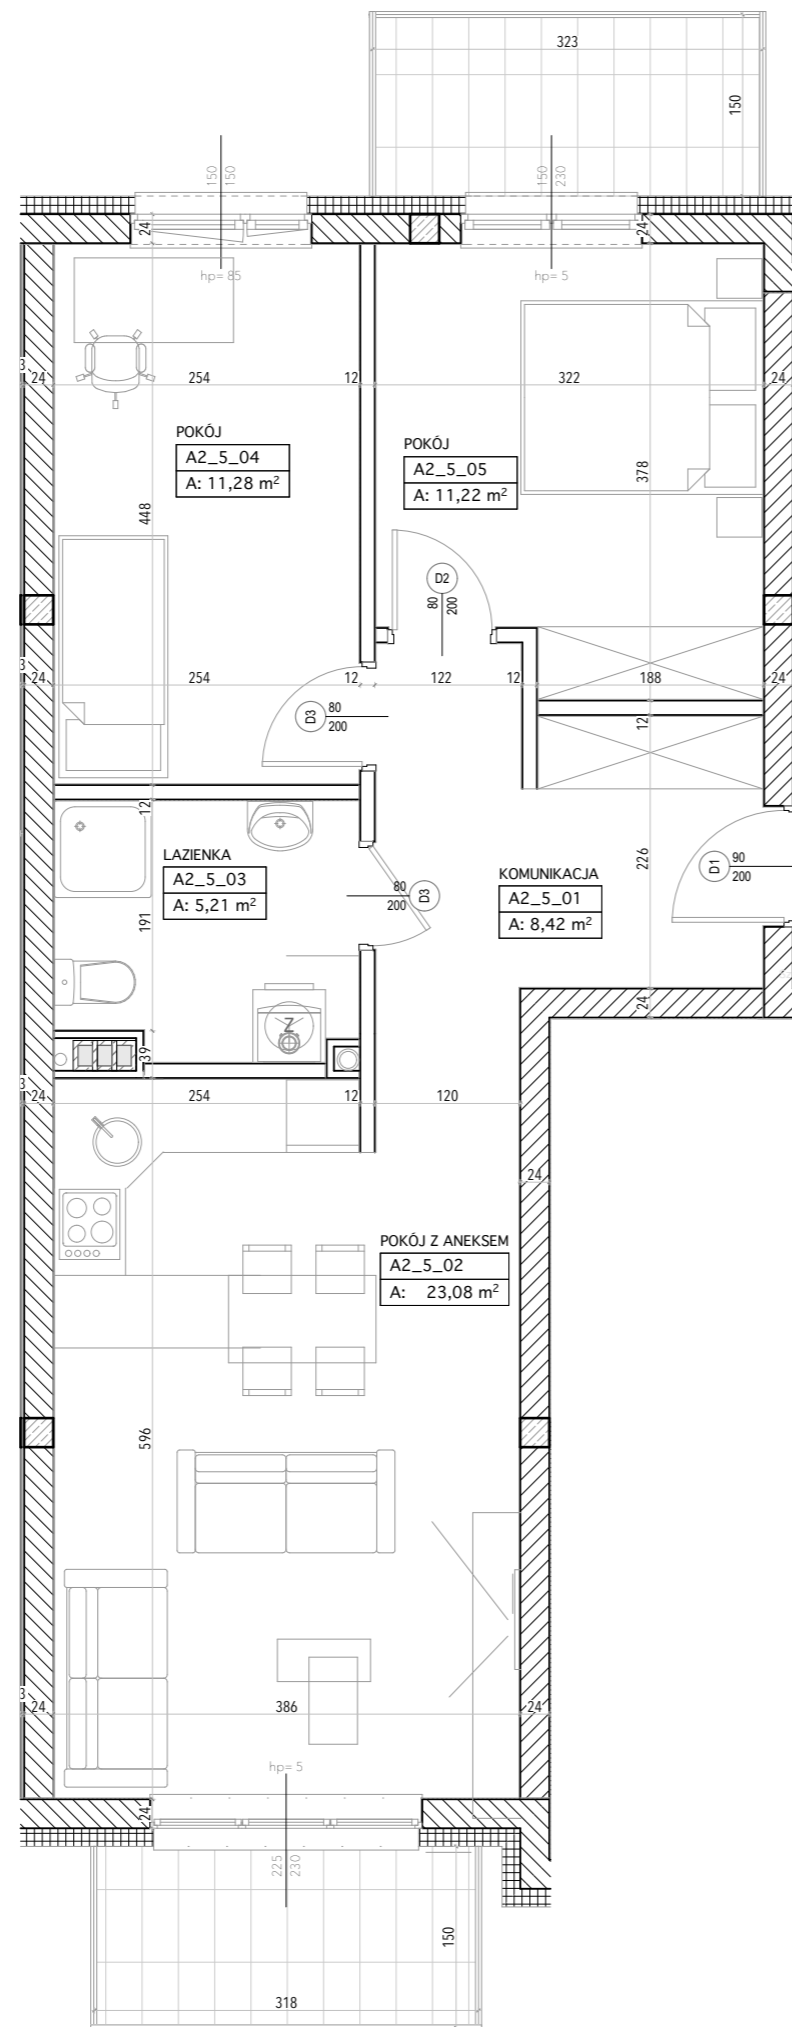 323
150
150
150
150
230
24
24
hp= 85
hp= 5
3
24
254
12
322
24
POKÓJ
A2_5_04
A: 11,28 m²
POKÓJ
A2_5_05
A: 11,22 m²
448
378
D2
80
200
3
24
254
12
122
12
188
24
D3
80
200
12
12
LAZIENKA
A2_5_03
A: 5,21 m²
80
200
D3
KOMUNIKACJA
A2_5_01
A: 8,42 m²
226
D1
90
200
191
24
Z
39
3
24
254
12
120
24
POKÓJ Z ANEKSEM
A2_5_02
A: 23,08 m²
596
3
24
386
24
hp= 5
24
225
230
150
318